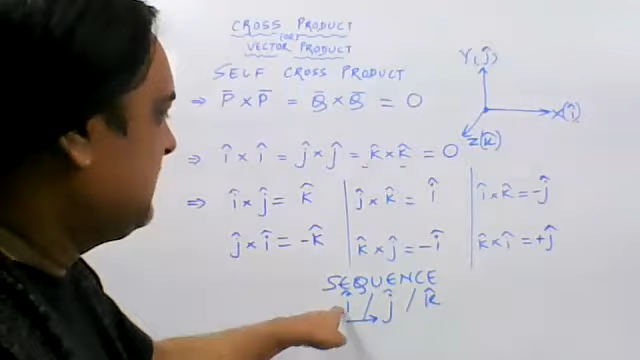 CROSS PRODUCT
(OR)
VECTOR PRODUCT
SELF CROSS PRODUCT
⇒ P̄ × P̄ = Q̄ × Q̄ = 0
Y(ĵ)
X(î)
Z(k̂)
⇒ î × î = ĵ × ĵ = k̂ × k̂ = 0
⇒ î × ĵ = k̂ | ĵ × k̂ = î | î × k̂ = -ĵ
ĵ × î = -k̂ | k̂ × ĵ = -î | k̂ × î = +ĵ
SEQUENCE
î / ĵ / k̂